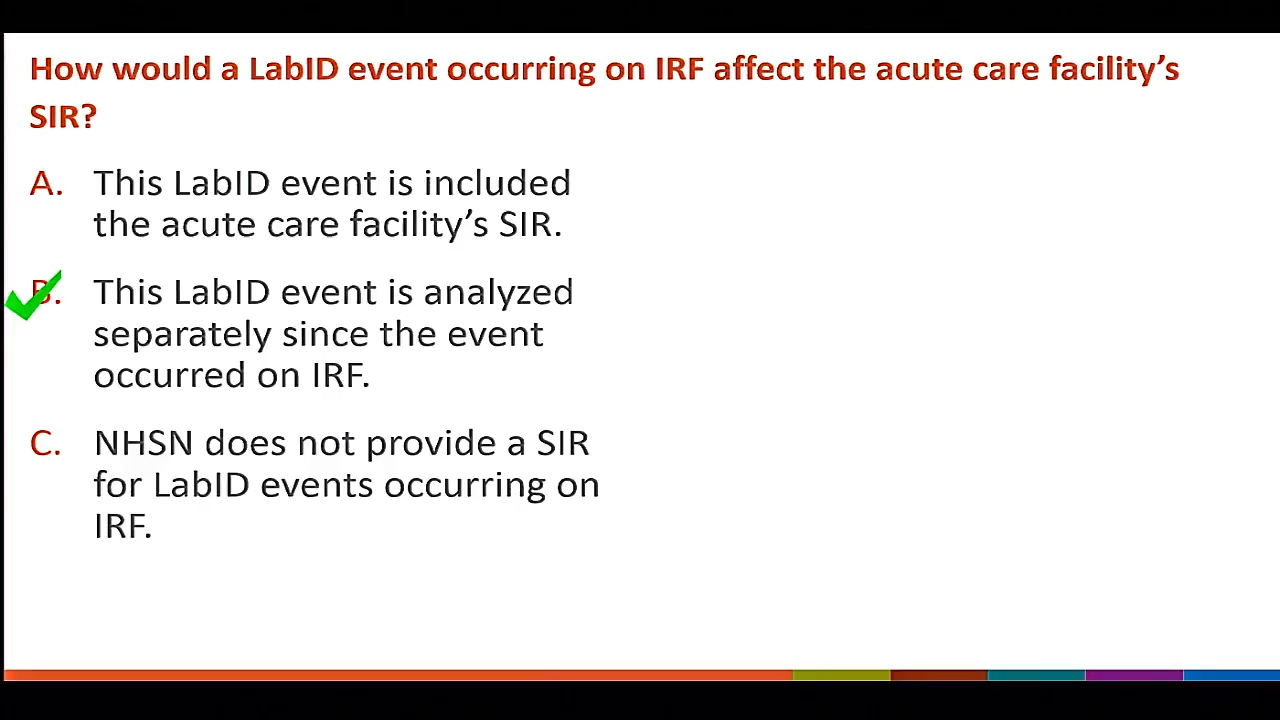 How would a LabID event occurring on IRF affect the acute care facility’s
SIR?
A. This LabID event is included
the acute care facility’s SIR.
B. This LabID event is analyzed
separately since the event
occurred on IRF.
C. NHSN does not provide a SIR
for LabID events occurring on
IRF.